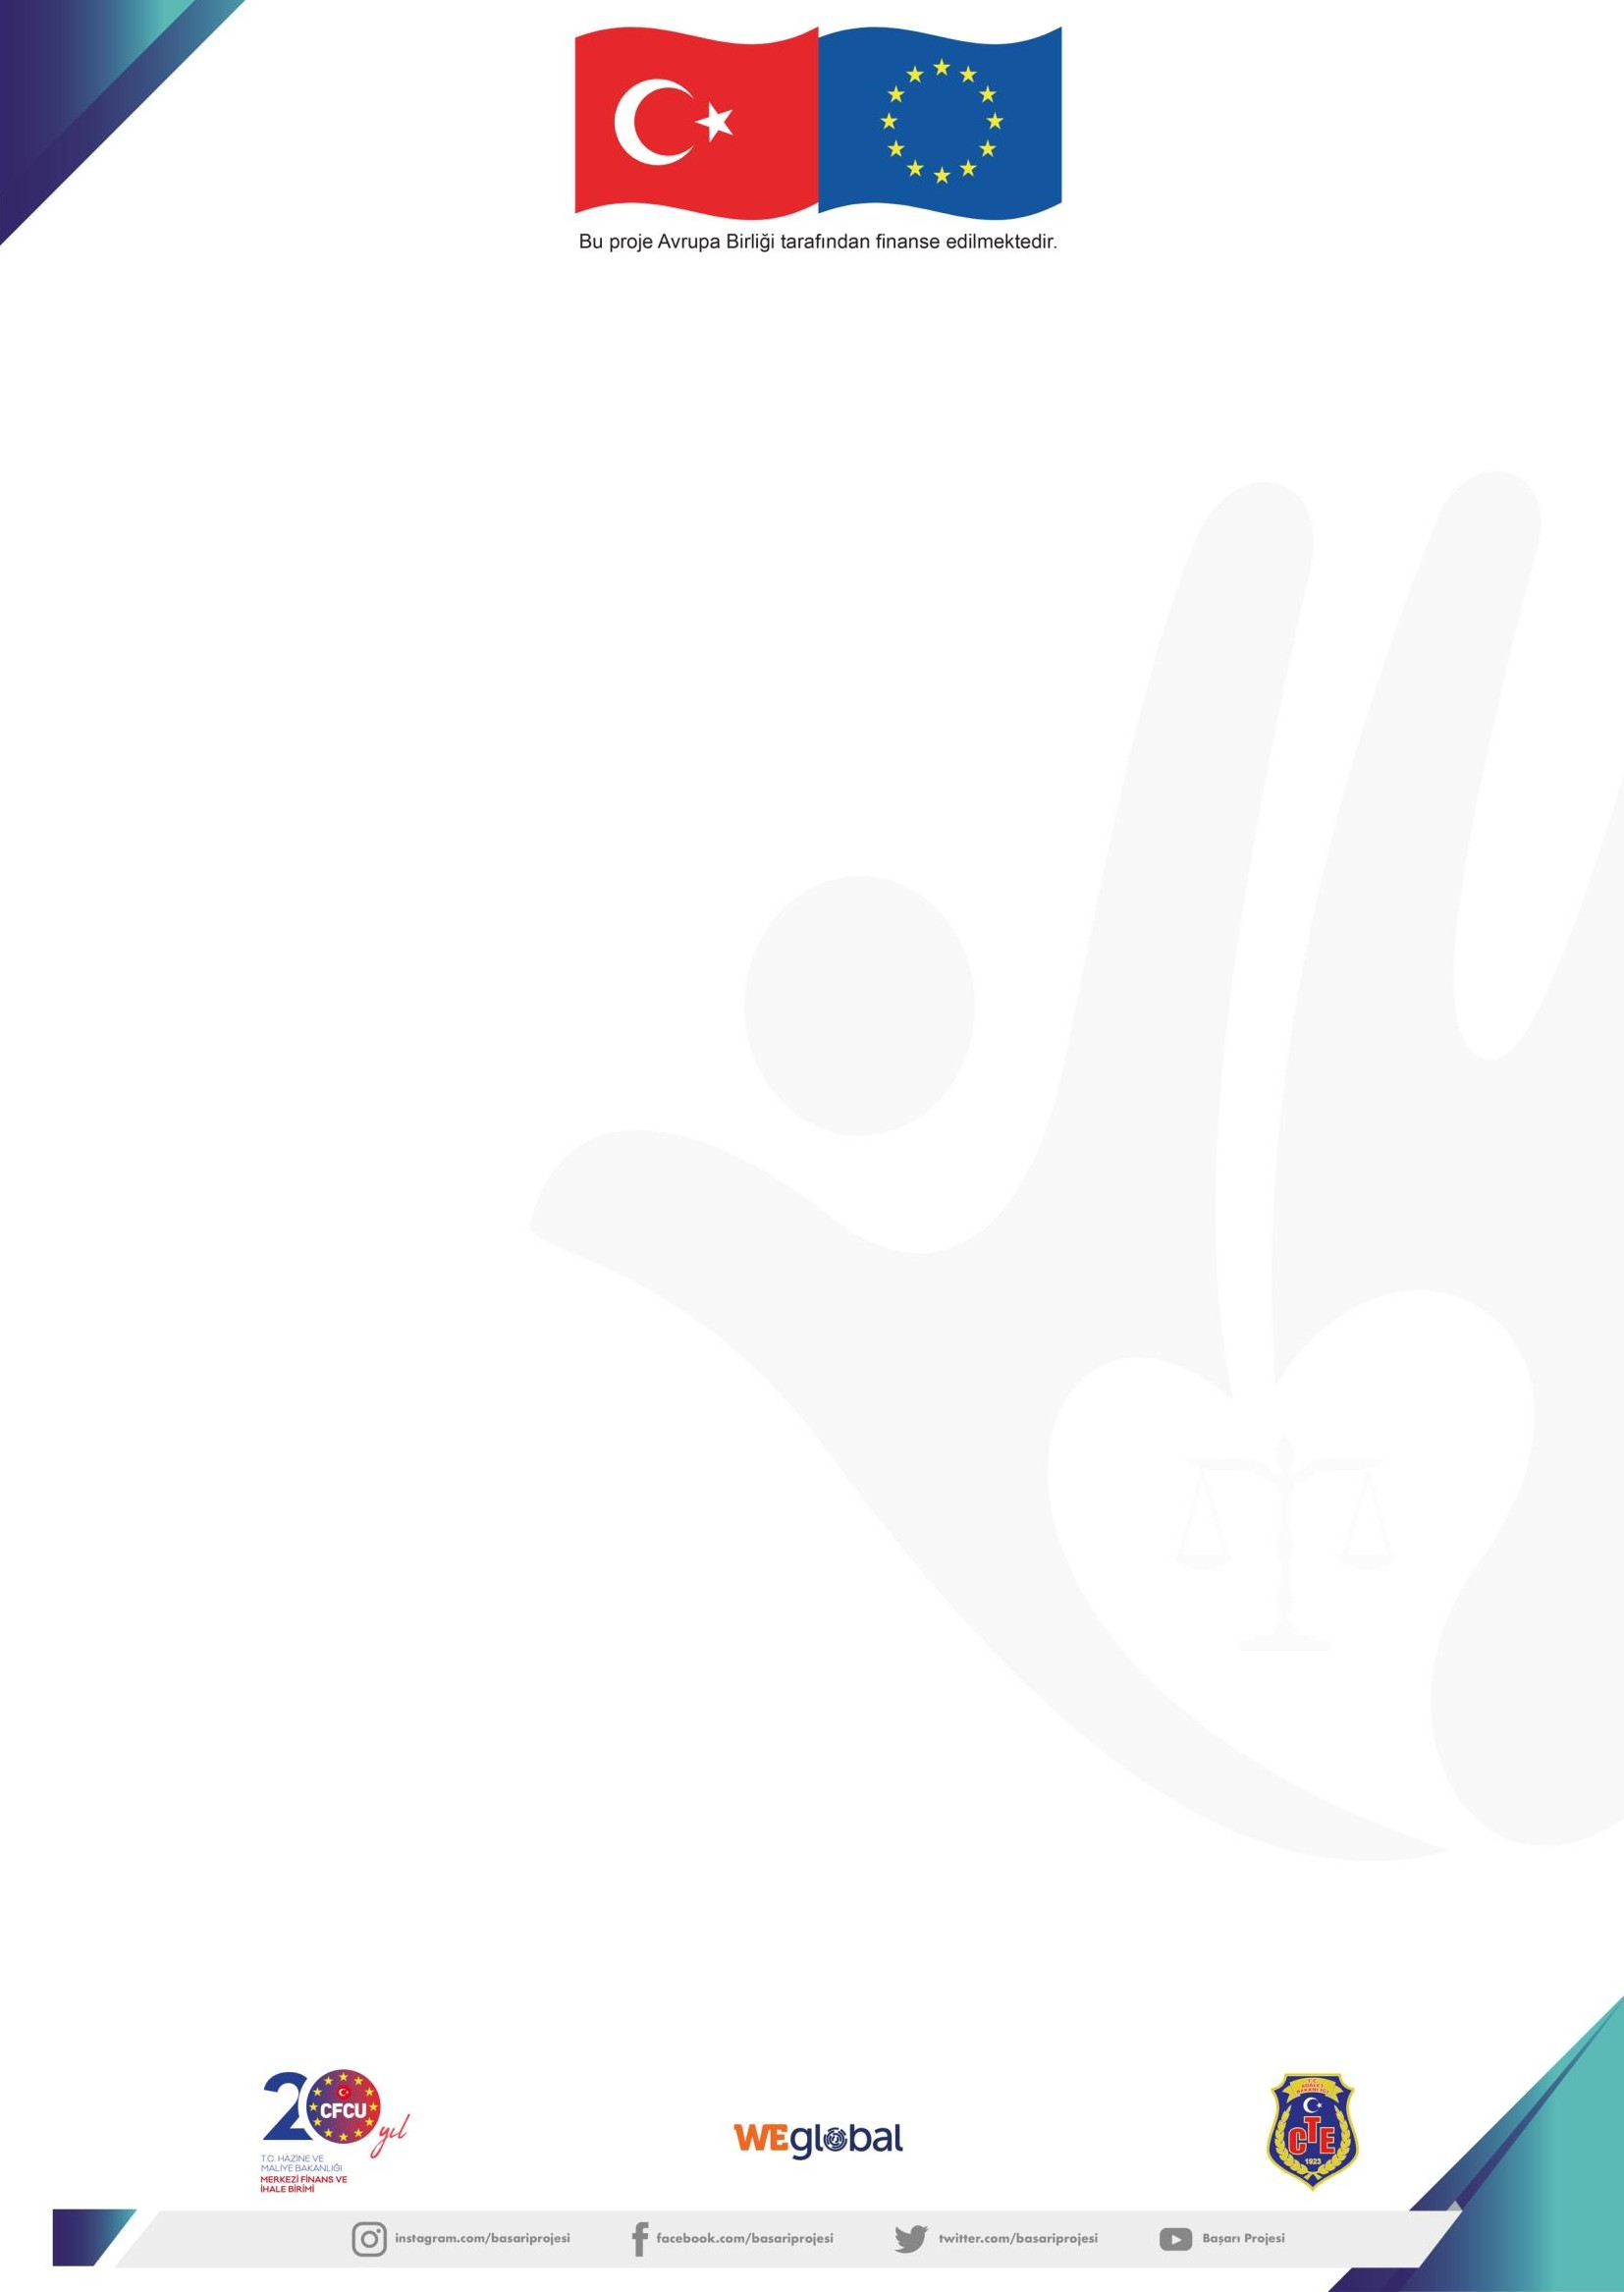 Bu proje Avrupa Birliği tarafından finanse edilmektedir.
20 CFCU yıl
T.C. HAZİNE VE
MALİYE BAKANLIĞI
MERKEZİ FİNANS VE
İHALE BİRİMİ
WEglobal
T.C.
ADALET
BAKANLIĞI
CTE
1923
instagram.com/basariprojesi
facebook.com/basariprojesi
twitter.com/basariprojesi
Başarı Projesi